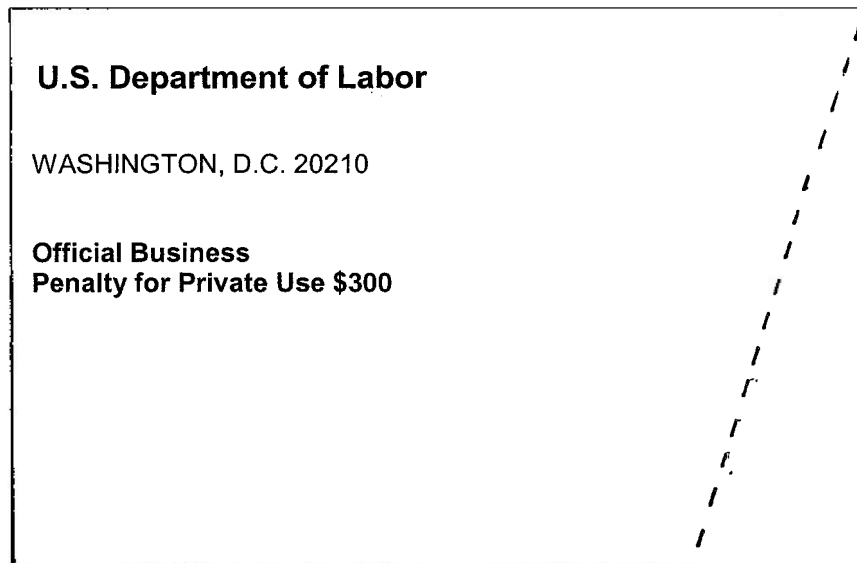 U.S. Department of Labor
WASHINGTON, D.C. 20210
Official Business
Penalty for Private Use $300